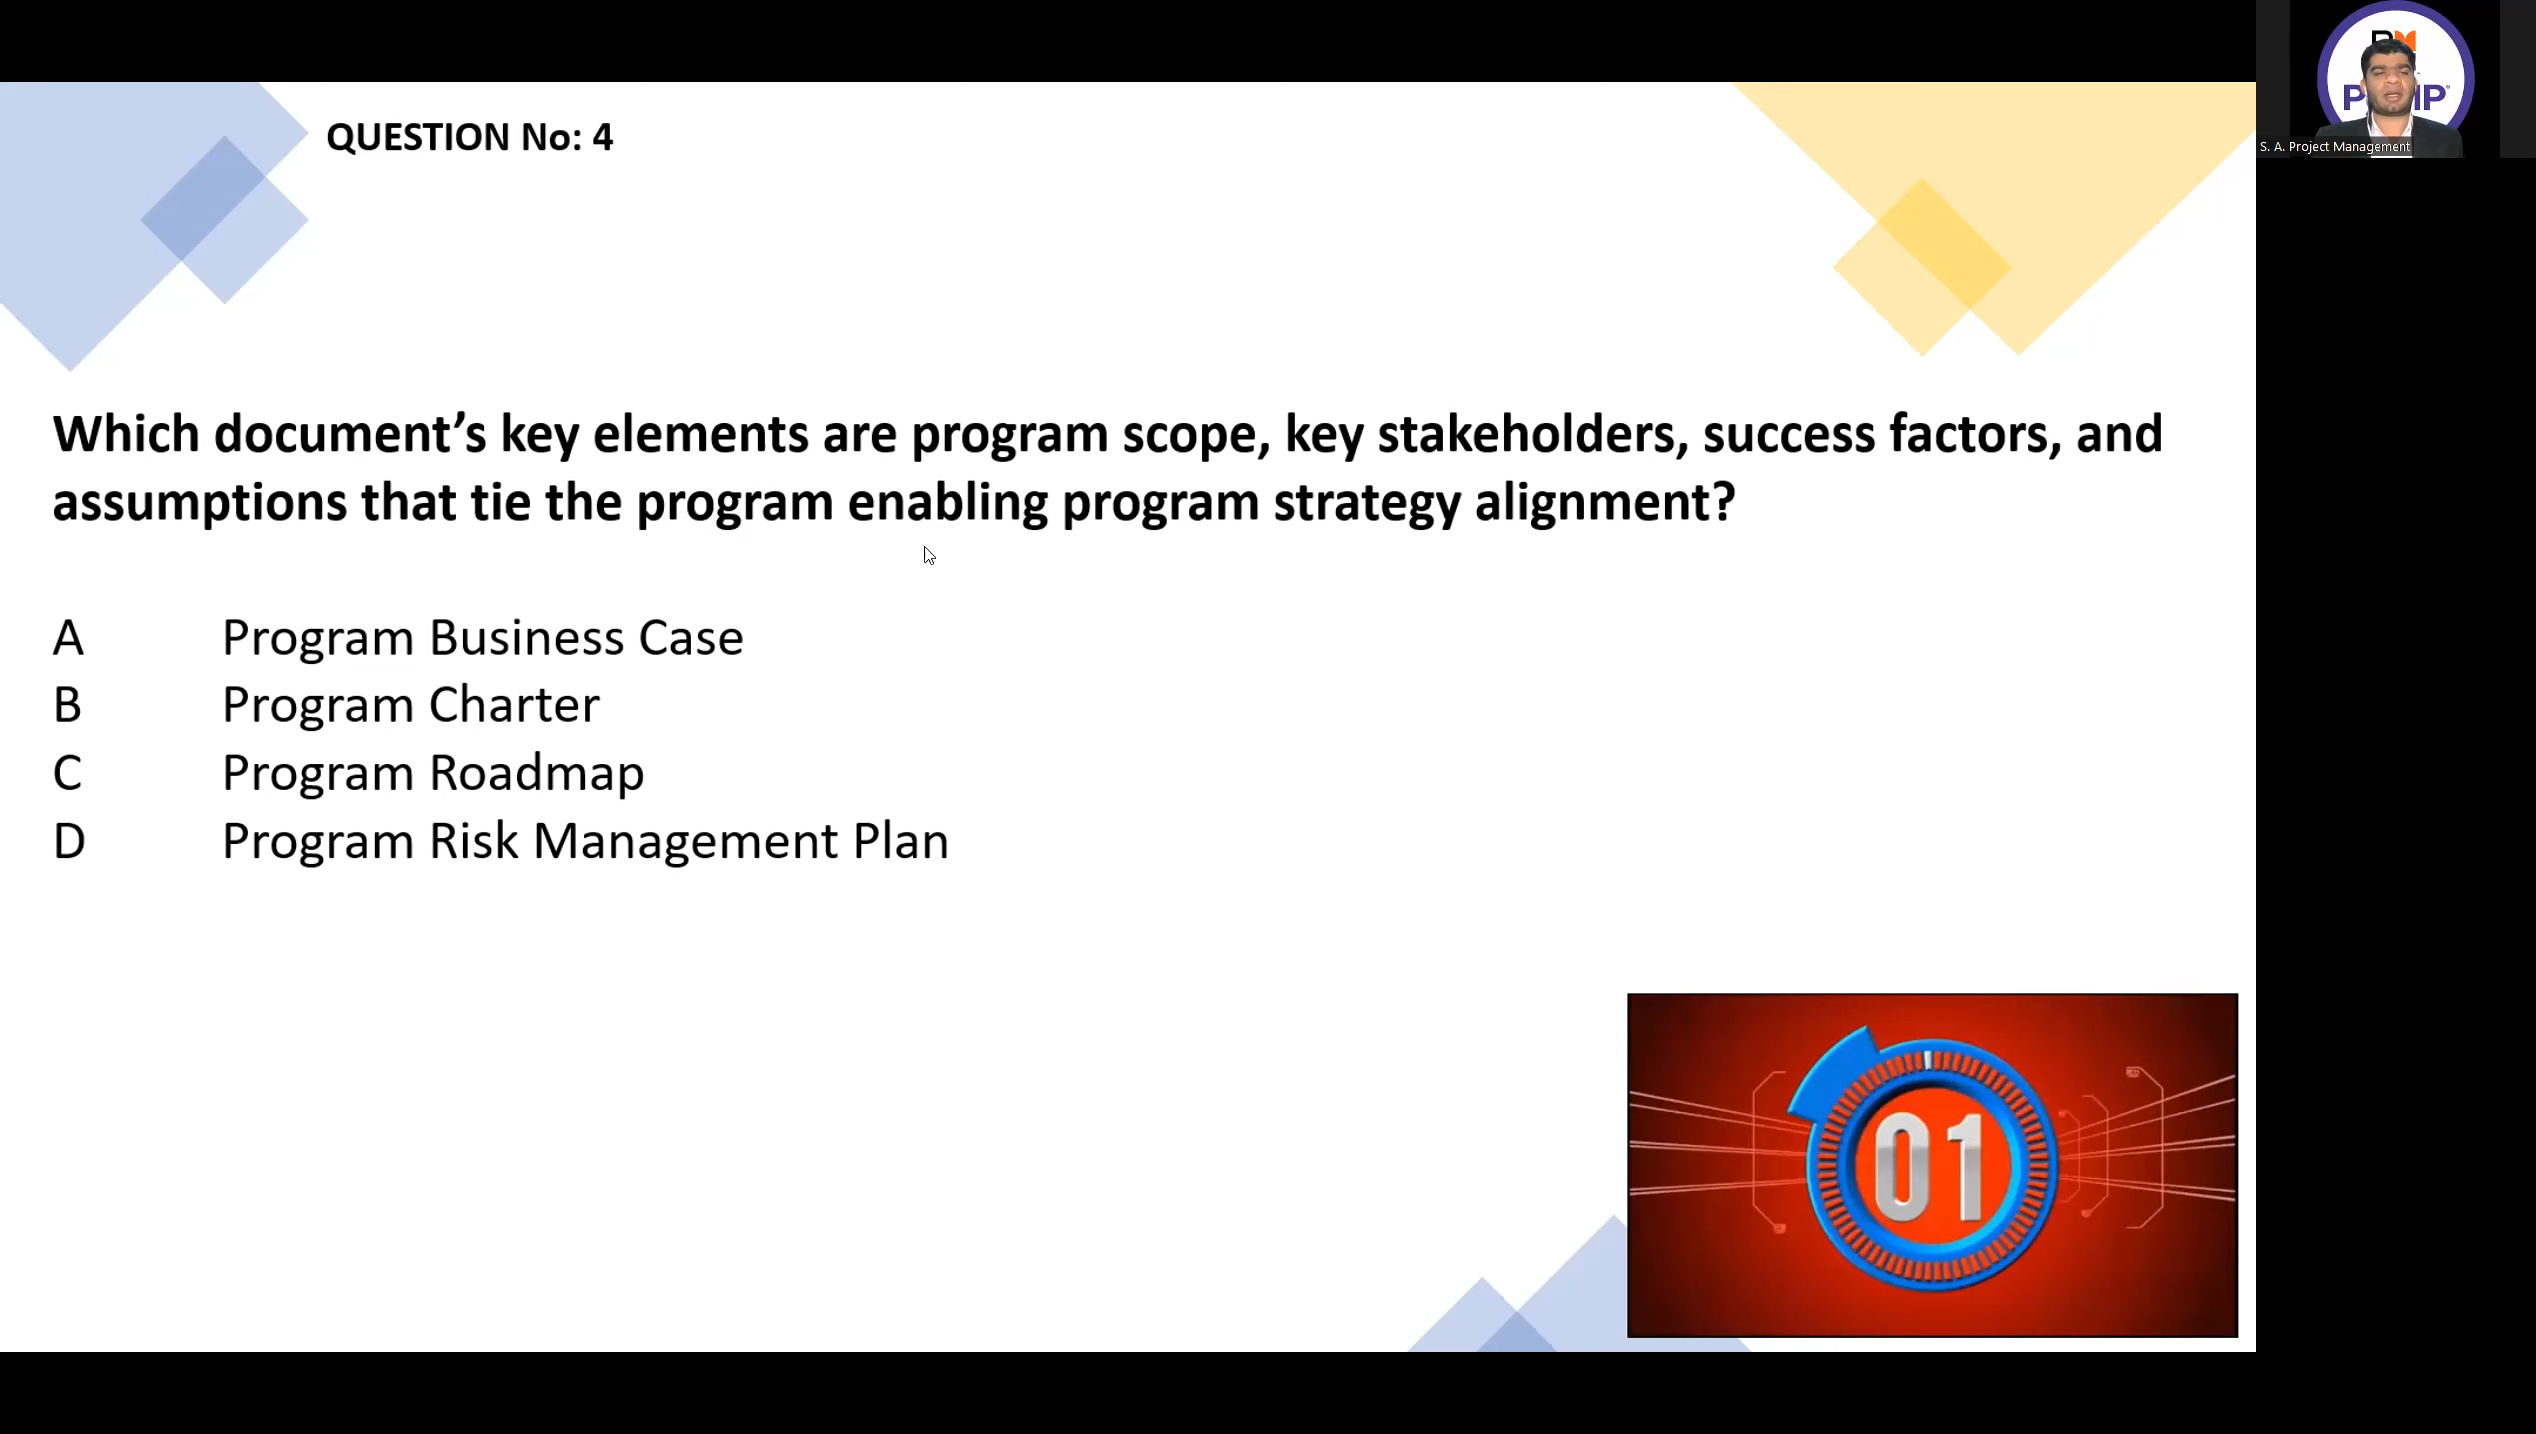 QUESTION No: 4
S. A. Project Management
Which document’s key elements are program scope, key stakeholders, success factors, and
assumptions that tie the program enabling program strategy alignment?
A Program Business Case
B Program Charter
C Program Roadmap
D Program Risk Management Plan
01